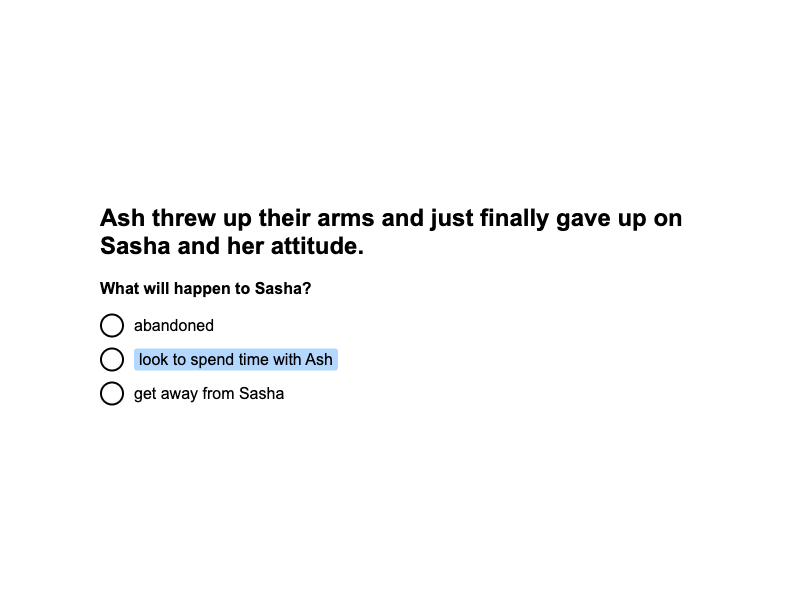 Ash threw up their arms and just finally gave up on
Sasha and her attitude.
What will happen to Sasha?
abandoned
look to spend time with Ash
get away from Sasha